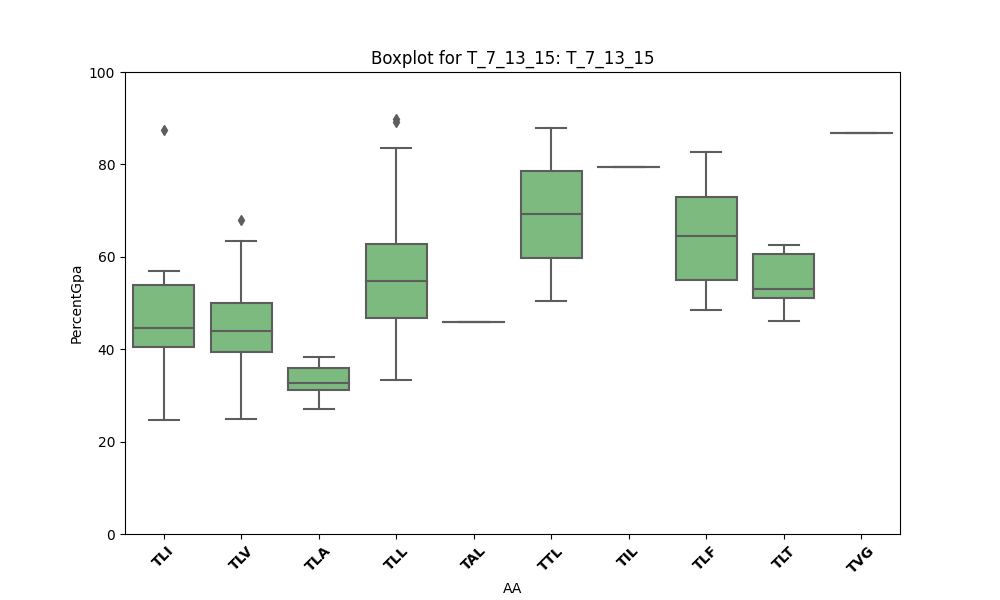 Boxplot for T_7_13_15: T_7_13_15
PercentGpa
100
80
60
40
20
0
TLI
TLV
TLA
TLL
TAL
TTL
TIL
TLF
TLT
TVG
AA